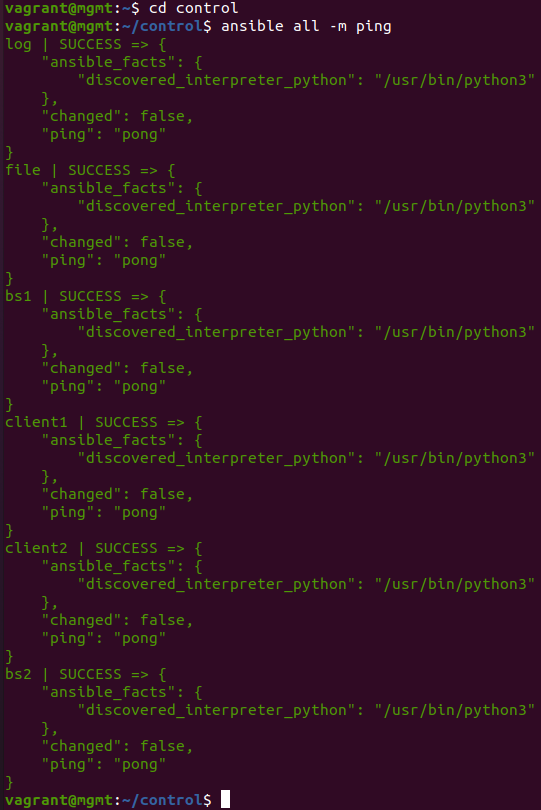 vagrant@mgmt:~$ cd control
vagrant@mgmt:~/control$ ansible all -m ping
log | SUCCESS => {
    "ansible_facts": {
        "discovered_interpreter_python": "/usr/bin/python3"
    },
    "changed": false,
    "ping": "pong"
}
file | SUCCESS => {
    "ansible_facts": {
        "discovered_interpreter_python": "/usr/bin/python3"
    },
    "changed": false,
    "ping": "pong"
}
bs1 | SUCCESS => {
    "ansible_facts": {
        "discovered_interpreter_python": "/usr/bin/python3"
    },
    "changed": false,
    "ping": "pong"
}
client1 | SUCCESS => {
    "ansible_facts": {
        "discovered_interpreter_python": "/usr/bin/python3"
    },
    "changed": false,
    "ping": "pong"
}
client2 | SUCCESS => {
    "ansible_facts": {
        "discovered_interpreter_python": "/usr/bin/python3"
    },
    "changed": false,
    "ping": "pong"
}
bs2 | SUCCESS => {
    "ansible_facts": {
        "discovered_interpreter_python": "/usr/bin/python3"
    },
    "changed": false,
    "ping": "pong"
}
vagrant@mgmt:~/control$